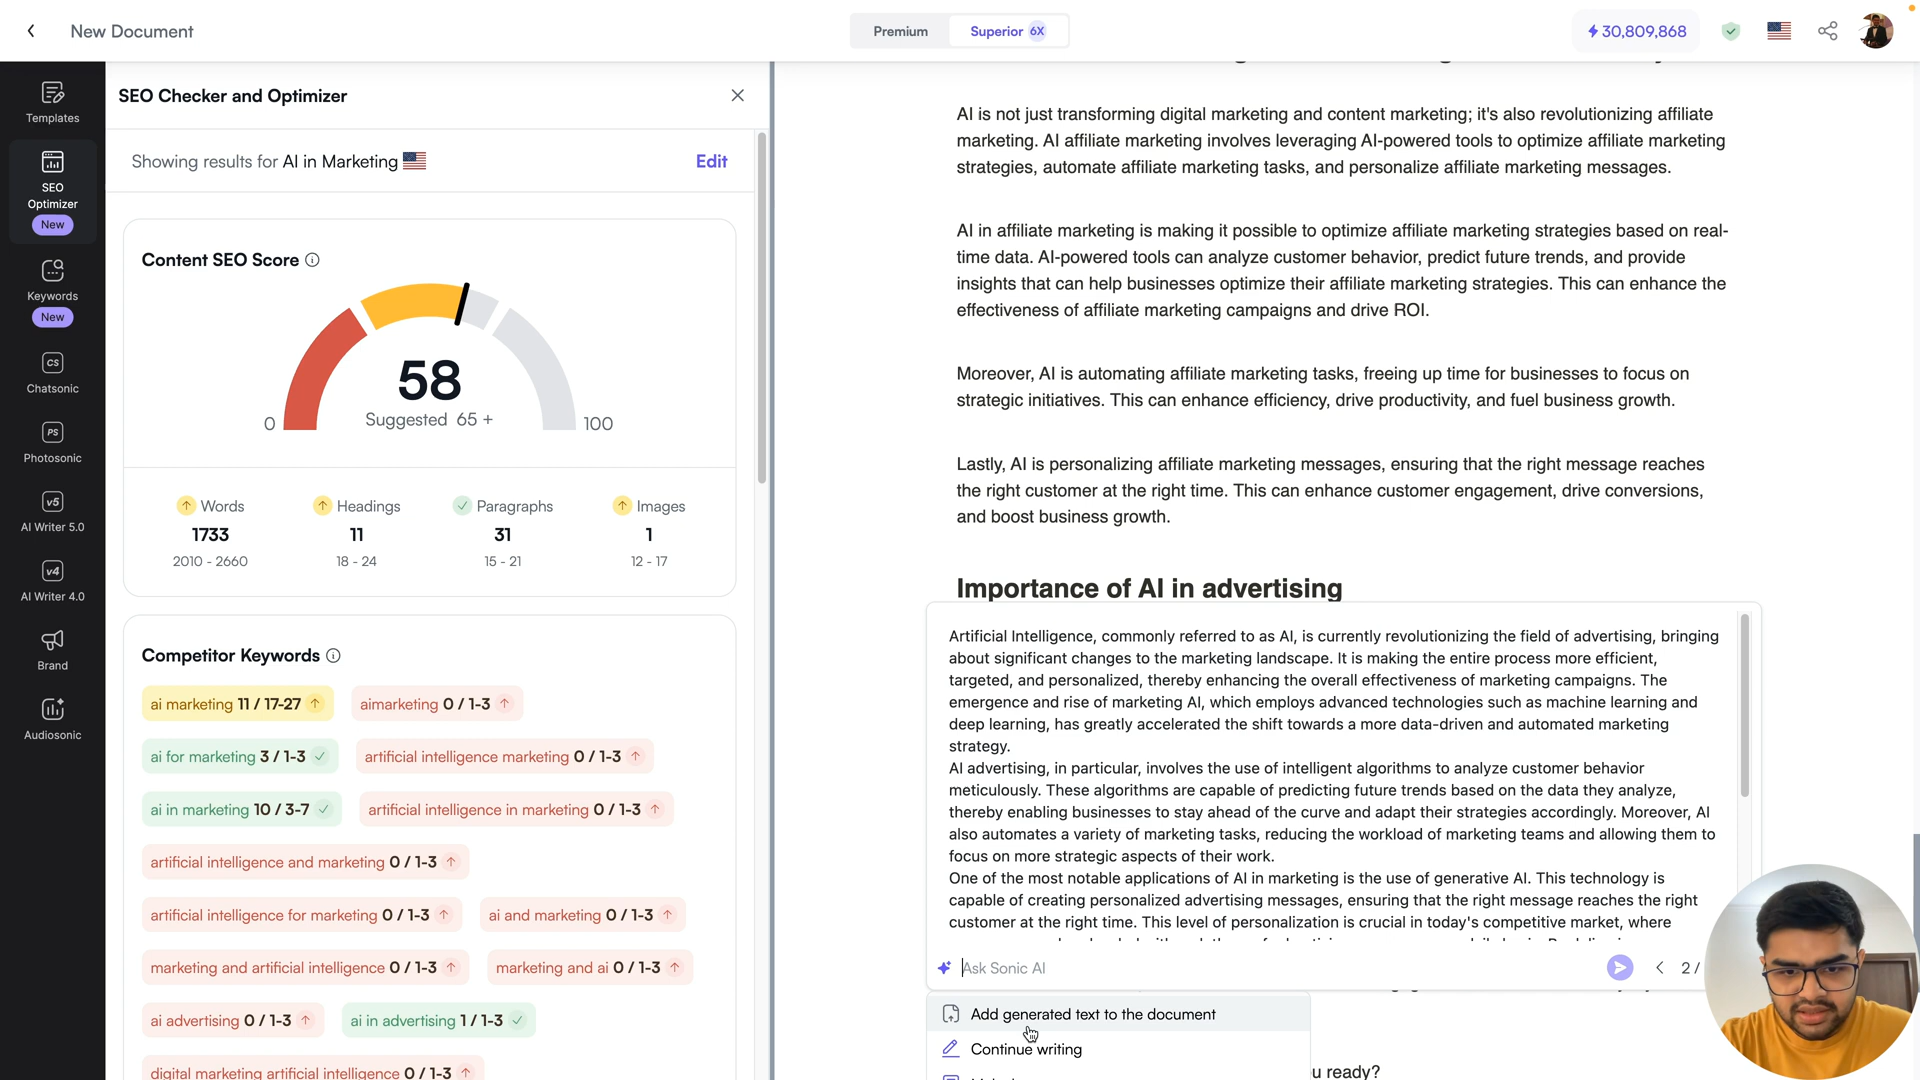 New Document
Premium
Superior 6X
30,809,868
Templates
SEO
Optimizer
New
Keywords
New
CS
Chatsonic
PS
Photosonic
v5
AI Writer 5.0
v4
AI Writer 4.0
Brand
Audiosonic
SEO Checker and Optimizer
Showing results for AI in Marketing
Edit
Content SEO Score
58
Suggested 65 +
0
100
Words
1733
2010 - 2660
Headings
11
18 - 24
Paragraphs
31
15 - 21
Images
1
12 - 17
Competitor Keywords
ai marketing 11 / 17-27
aimarketing 0 / 1-3
ai for marketing 3 / 1-3
artificial intelligence marketing 0 / 1-3
ai in marketing 10 / 3-7
artificial intelligence in marketing 0 / 1-3
artificial intelligence and marketing 0 / 1-3
artificial intelligence for marketing 0 / 1-3
ai and marketing 0 / 1-3
marketing and artificial intelligence 0 / 1-3
marketing and ai 0 / 1-3
ai advertising 0 / 1-3
ai in advertising 1 / 1-3
digital marketing artificial intelligence 0 / 1-3
AI is not just transforming digital marketing and content marketing; it's also revolutionizing affiliate
marketing. AI affiliate marketing involves leveraging AI-powered tools to optimize affiliate marketing
strategies, automate affiliate marketing tasks, and personalize affiliate marketing messages.
AI in affiliate marketing is making it possible to optimize affiliate marketing strategies based on real-
time data. AI-powered tools can analyze customer behavior, predict future trends, and provide
insights that can help businesses optimize their affiliate marketing strategies. This can enhance the
effectiveness of affiliate marketing campaigns and drive ROI.
Moreover, AI is automating affiliate marketing tasks, freeing up time for businesses to focus on
strategic initiatives. This can enhance efficiency, drive productivity, and fuel business growth.
Lastly, AI is personalizing affiliate marketing messages, ensuring that the right message reaches
the right customer at the right time. This can enhance customer engagement, drive conversions,
and boost business growth.
Importance of AI in advertising
Artificial Intelligence, commonly referred to as AI, is currently revolutionizing the field of advertising, bringing
about significant changes to the marketing landscape. It is making the entire process more efficient,
targeted, and personalized, thereby enhancing the overall effectiveness of marketing campaigns. The
emergence and rise of marketing AI, which employs advanced technologies such as machine learning and
deep learning, has greatly accelerated the shift towards a more data-driven and automated marketing
strategy.
AI advertising, in particular, involves the use of intelligent algorithms to analyze customer behavior
meticulously. These algorithms are capable of predicting future trends based on the data they analyze,
thereby enabling businesses to stay ahead of the curve and adapt their strategies accordingly. Moreover, AI
also automates a variety of marketing tasks, reducing the workload of marketing teams and allowing them to
focus on more strategic aspects of their work.
One of the most notable applications of AI in marketing is the use of generative AI. This technology is
capable of creating personalized advertising messages, ensuring that the right message reaches the right
customer at the right time. This level of personalization is crucial in today's competitive market, where
Ask Sonic AI
2 /
Add generated text to the document
Continue writing
u ready?